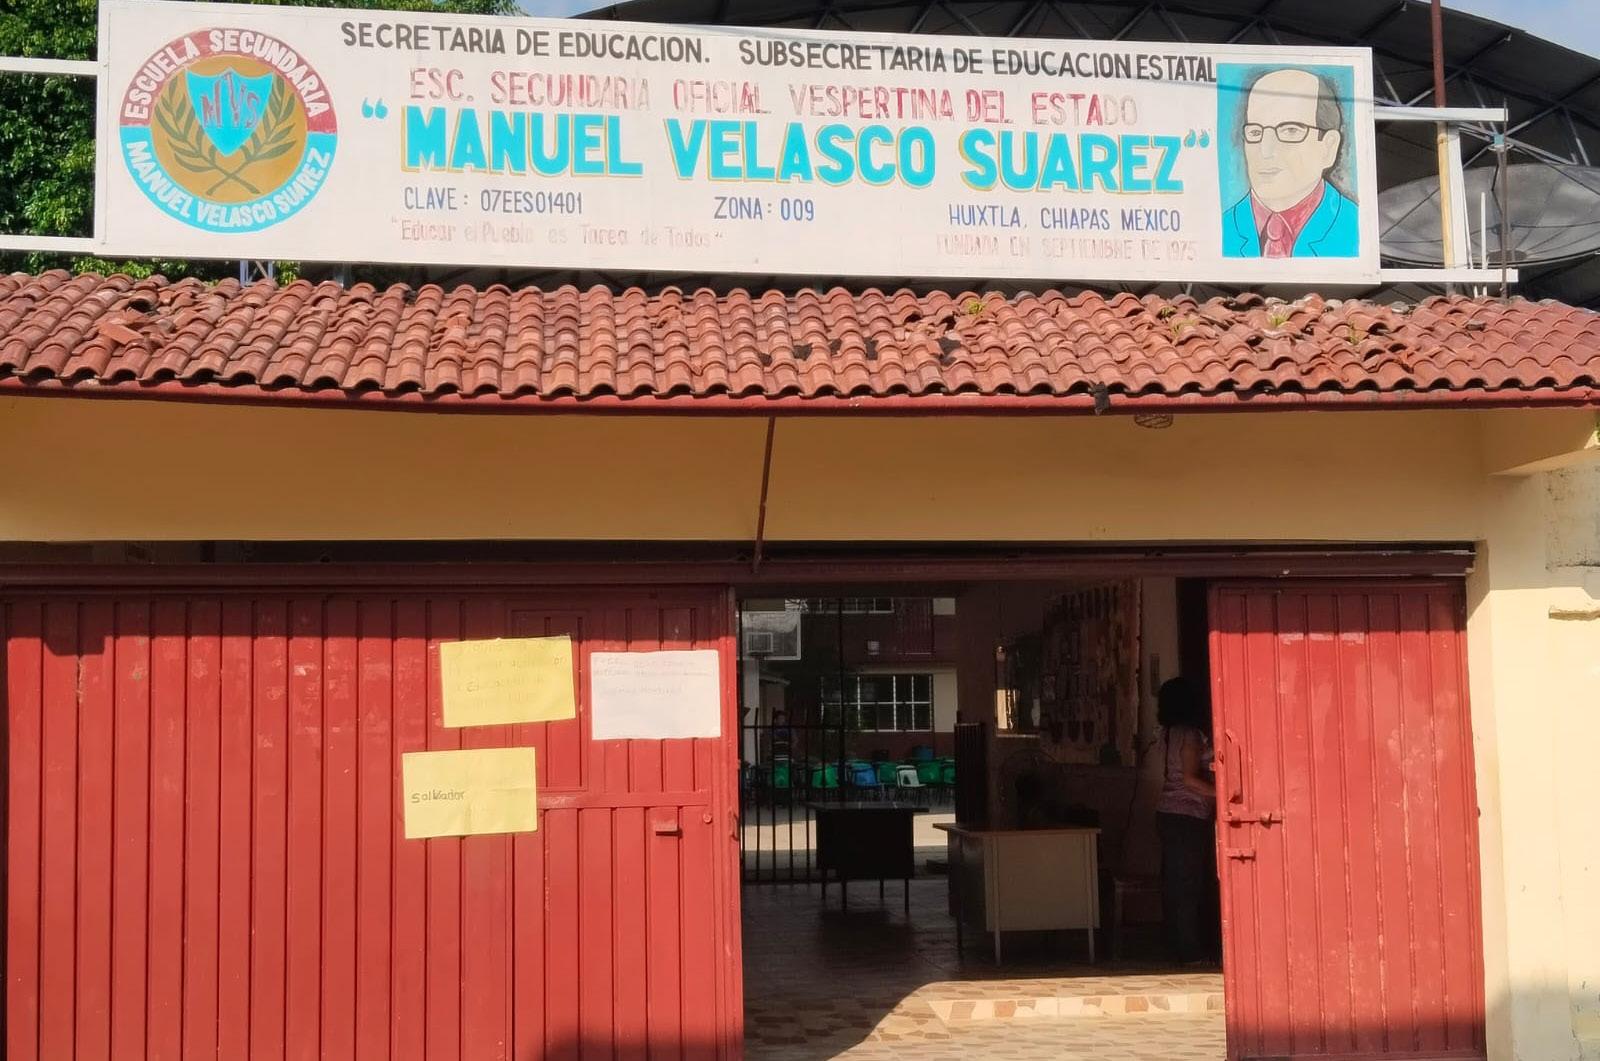 ESCUELA SECUNDARIA
MVS
MANUEL VELASCO SUAREZ
SECRETARIA DE EDUCACION. SUBSECRETARIA DE EDUCACION ESTATAL
ESC. SECUNDARIA OFICIAL VESPERTINA DEL ESTADO
"MANUEL VELASCO SUAREZ"
CLAVE: 07EES01401 ZONA: 009 HUIXTLA, CHIAPAS MÉXICO
"Educar el Pueblo es Tarea de Todos" FUNDADA EN SEPTIEMBRE DE 1975
Salvador